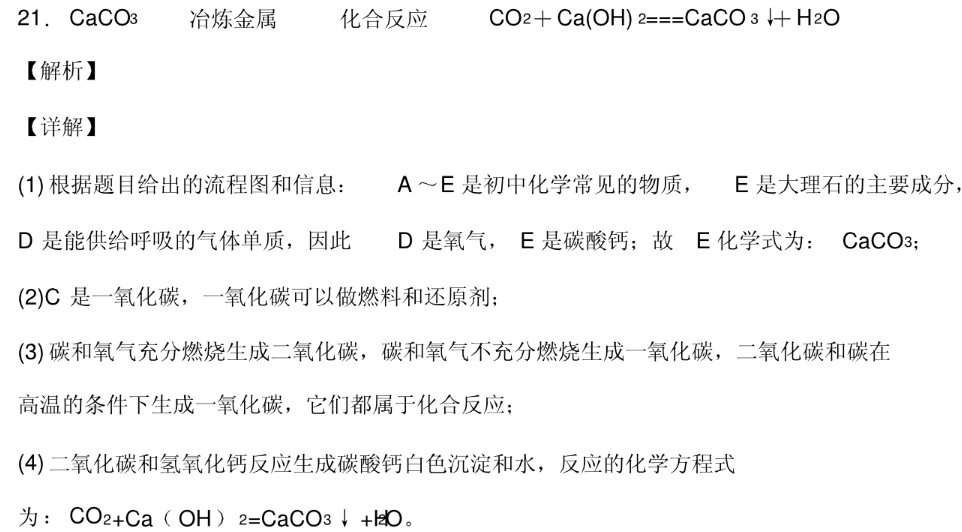 21． CaCO3 冶炼金属 化合反应 CO2＋Ca(OH) 2===CaCO 3 ↓＋H2O
【解析】
【详解】
(1) 根据题目给出的流程图和信息： A～E 是初中化学常见的物质， E 是大理石的主要成分，
D 是能供给呼吸的气体单质，因此 D 是氧气， E 是碳酸钙；故 E 化学式为： CaCO3；
(2)C 是一氧化碳，一氧化碳可以做燃料和还原剂；
(3) 碳和氧气充分燃烧生成二氧化碳，碳和氧气不充分燃烧生成一氧化碳，二氧化碳和碳在
高温的条件下生成一氧化碳，它们都属于化合反应；
(4) 二氧化碳和氢氧化钙反应生成碳酸钙白色沉淀和水，反应的化学方程式
为： CO2+Ca（ OH ） 2=CaCO3 ↓ +H2O。